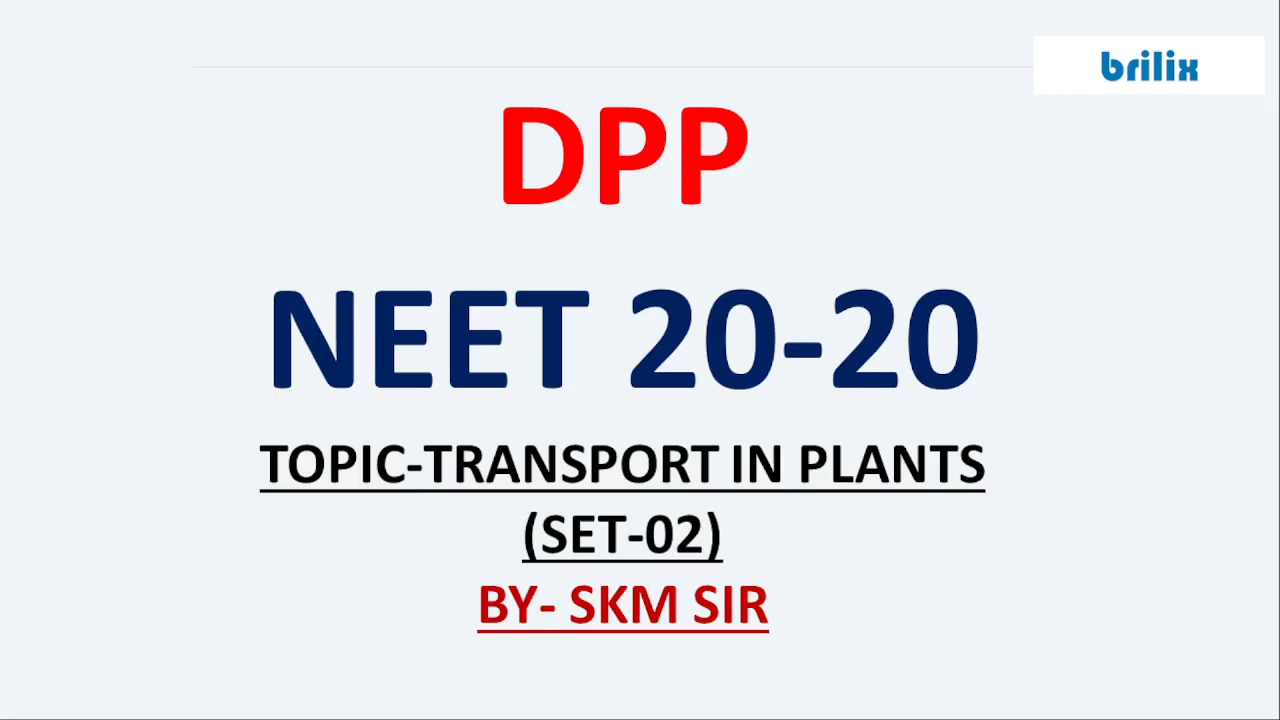 brilix
DPP
NEET 20-20
TOPIC-TRANSPORT IN PLANTS
(SET-02)
BY- SKM SIR